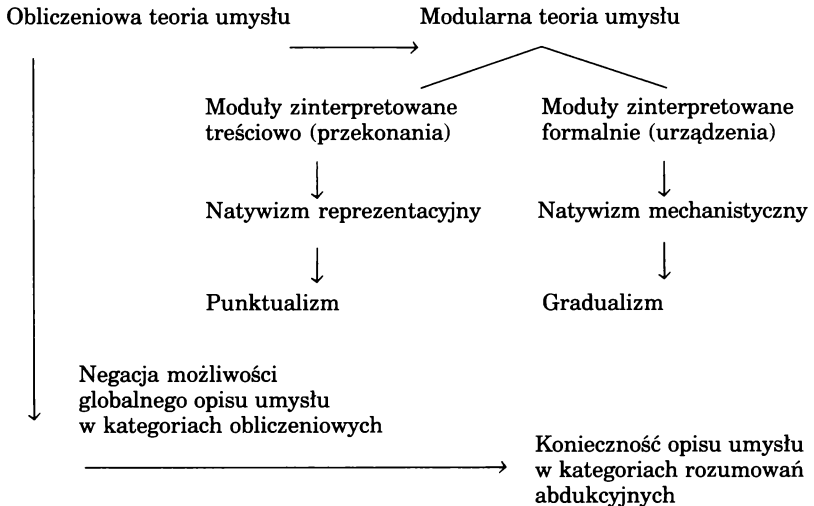 Obliczeniowa teoria umysłu
Modularna teoria umysłu
Moduły zinterpretowane
treściowo (przekonania)
Moduły zinterpretowane
formalnie (urządzenia)
Natywizm reprezentacyjny
Natywizm mechanistyczny
Punktualizm
Gradualizm
Negacja możliwości
globalnego opisu umysłu
w kategoriach obliczeniowych
Konieczność opisu umysłu
w kategoriach rozumowań
abdukcyjnych